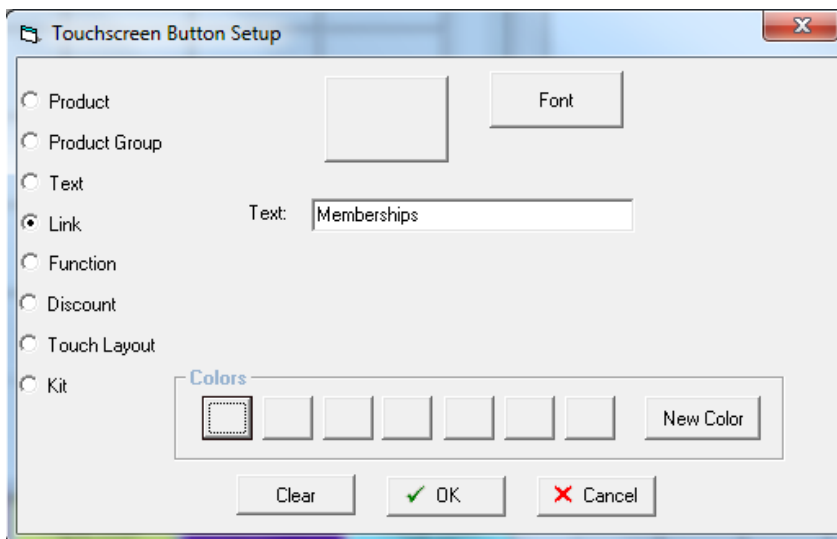 Touchscreen Button Setup
Product
Font
Product Group
Text
Text: Memberships
Link
Function
Discount
Touch Layout
Kit
Colors
New Color
Clear
OK
Cancel